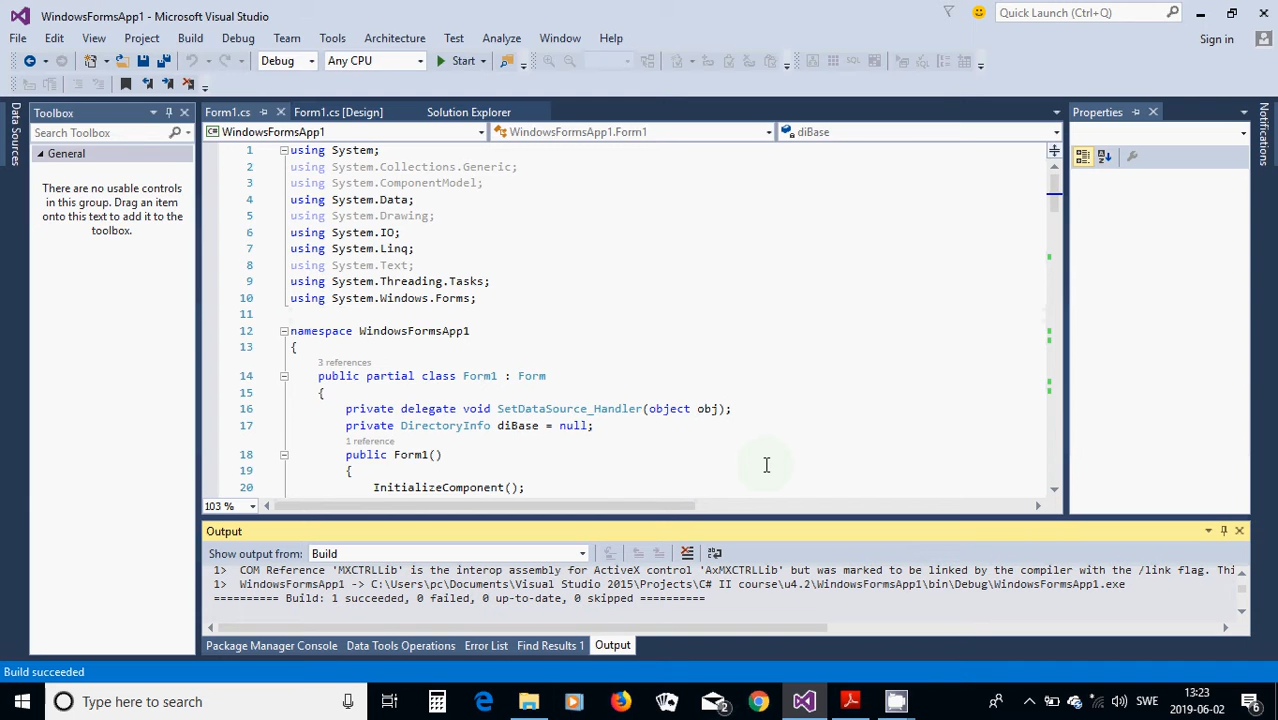 WindowsFormsApp1 - Microsoft Visual Studio
Quick Launch (Ctrl+Q)
File Edit View Project Build Debug Team Tools Architecture Test Analyze Window Help
Sign in
Debug Any CPU Start
Data Sources
Toolbox
Search Toolbox
General
There are no usable controls
in this group. Drag an item
onto this text to add it to the
toolbox.
Form1.cs Form1.cs [Design] Solution Explorer
WindowsFormsApp1 WindowsFormsApp1.Form1 diBase
1 using System;
2 using System.Collections.Generic;
3 using System.ComponentModel;
4 using System.Data;
5 using System.Drawing;
6 using System.IO;
7 using System.Linq;
8 using System.Text;
9 using System.Threading.Tasks;
10 using System.Windows.Forms;
11
12 namespace WindowsFormsApp1
13 {
3 references
14 public partial class Form1 : Form
15 {
16 private delegate void SetDataSource_Handler(object obj);
17 private DirectoryInfo diBase = null;
1 reference
18 public Form1()
19 {
20 InitializeComponent();
103 %
Properties
Notifications
Output
Show output from: Build
1> COM Reference 'MXCTRLLib' is the interop assembly for ActiveX control 'AxMXCTRLLib' but was marked to be linked by the compiler with the /link flag. Thi
1> WindowsFormsApp1 -> C:\Users\pc\Documents\Visual Studio 2015\Projects\C# II course\u4.2\WindowsFormsApp1\bin\Debug\WindowsFormsApp1.exe
========== Build: 1 succeeded, 0 failed, 0 up-to-date, 0 skipped ==========
Package Manager Console Data Tools Operations Error List Find Results 1 Output
Build succeeded
Type here to search
2
SWE
13:23
2019-06-02
6